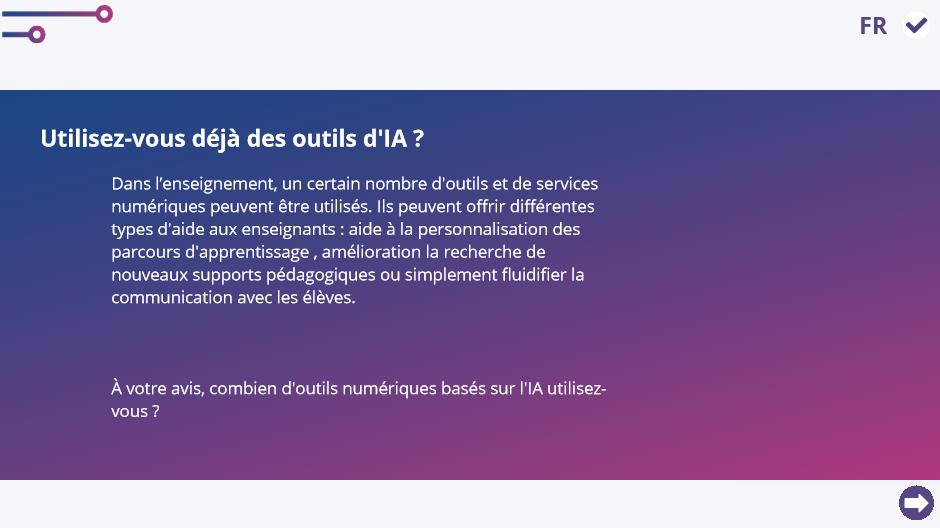 FR
Utilisez-vous déjà des outils d'IA ?
Dans l’enseignement, un certain nombre d'outils et de services
numériques peuvent être utilisés. Ils peuvent offrir différentes
types d'aide aux enseignants : aide à la personnalisation des
parcours d'apprentissage , amélioration la recherche de
nouveaux supports pédagogiques ou simplement fluidifier la
communication avec les élèves.
À votre avis, combien d'outils numériques basés sur l'IA utilisez-
vous ?